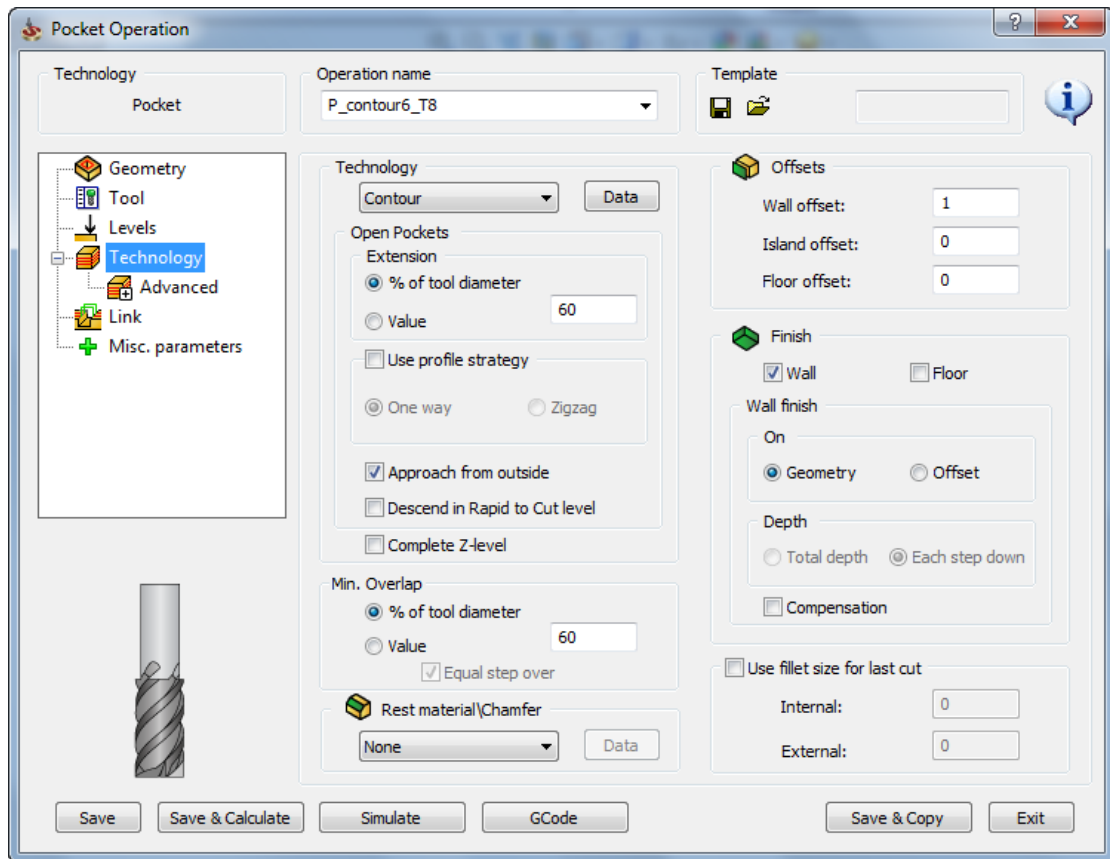 Pocket Operation
Technology
Pocket
Operation name
P_contour6_T8
Template
Geometry
Tool
Levels
Technology
Advanced
Link
Misc. parameters
Technology
Contour
Data
Open Pockets
Extension
% of tool diameter
Value
60
Use profile strategy
One way
Zigzag
Approach from outside
Descend in Rapid to Cut level
Complete Z-level
Min. Overlap
% of tool diameter
Value
60
Equal step over
Rest material\Chamfer
None
Data
Offsets
Wall offset:
1
Island offset:
0
Floor offset:
0
Finish
Wall
Floor
Wall finish
On
Geometry
Offset
Depth
Total depth
Each step down
Compensation
Use fillet size for last cut
Internal:
0
External:
0
Save
Save & Calculate
Simulate
GCode
Save & Copy
Exit